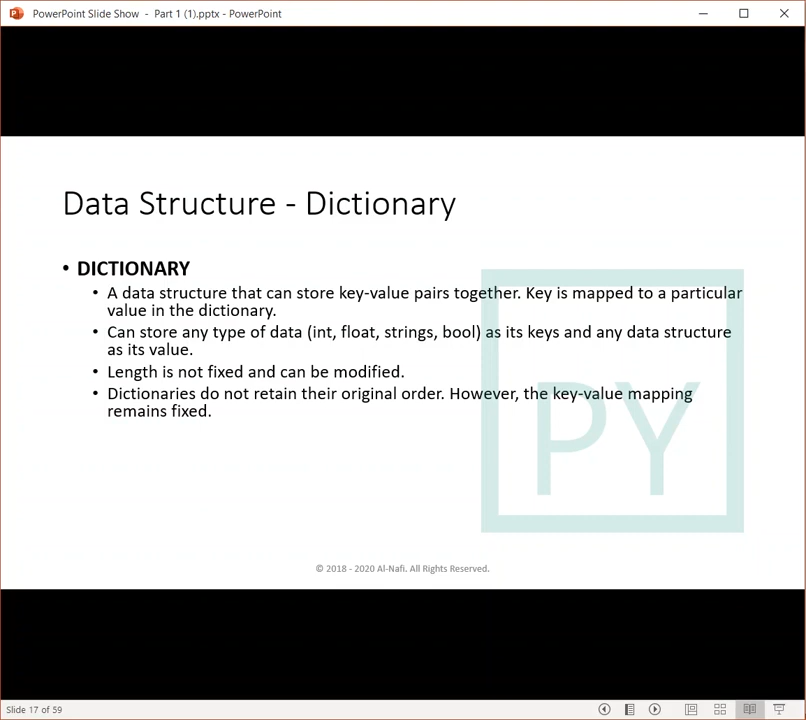 PowerPoint Slide Show - Part 1 (1).pptx - PowerPoint
Data Structure - Dictionary
• DICTIONARY
• A data structure that can store key-value pairs together. Key is mapped to a particular
value in the dictionary.
• Can store any type of data (int, float, strings, bool) as its keys and any data structure
as its value.
• Length is not fixed and can be modified.
• Dictionaries do not retain their original order. However, the key-value mapping
remains fixed.
PY
© 2018 - 2020 Al-Nafi. All Rights Reserved.
Slide 17 of 59